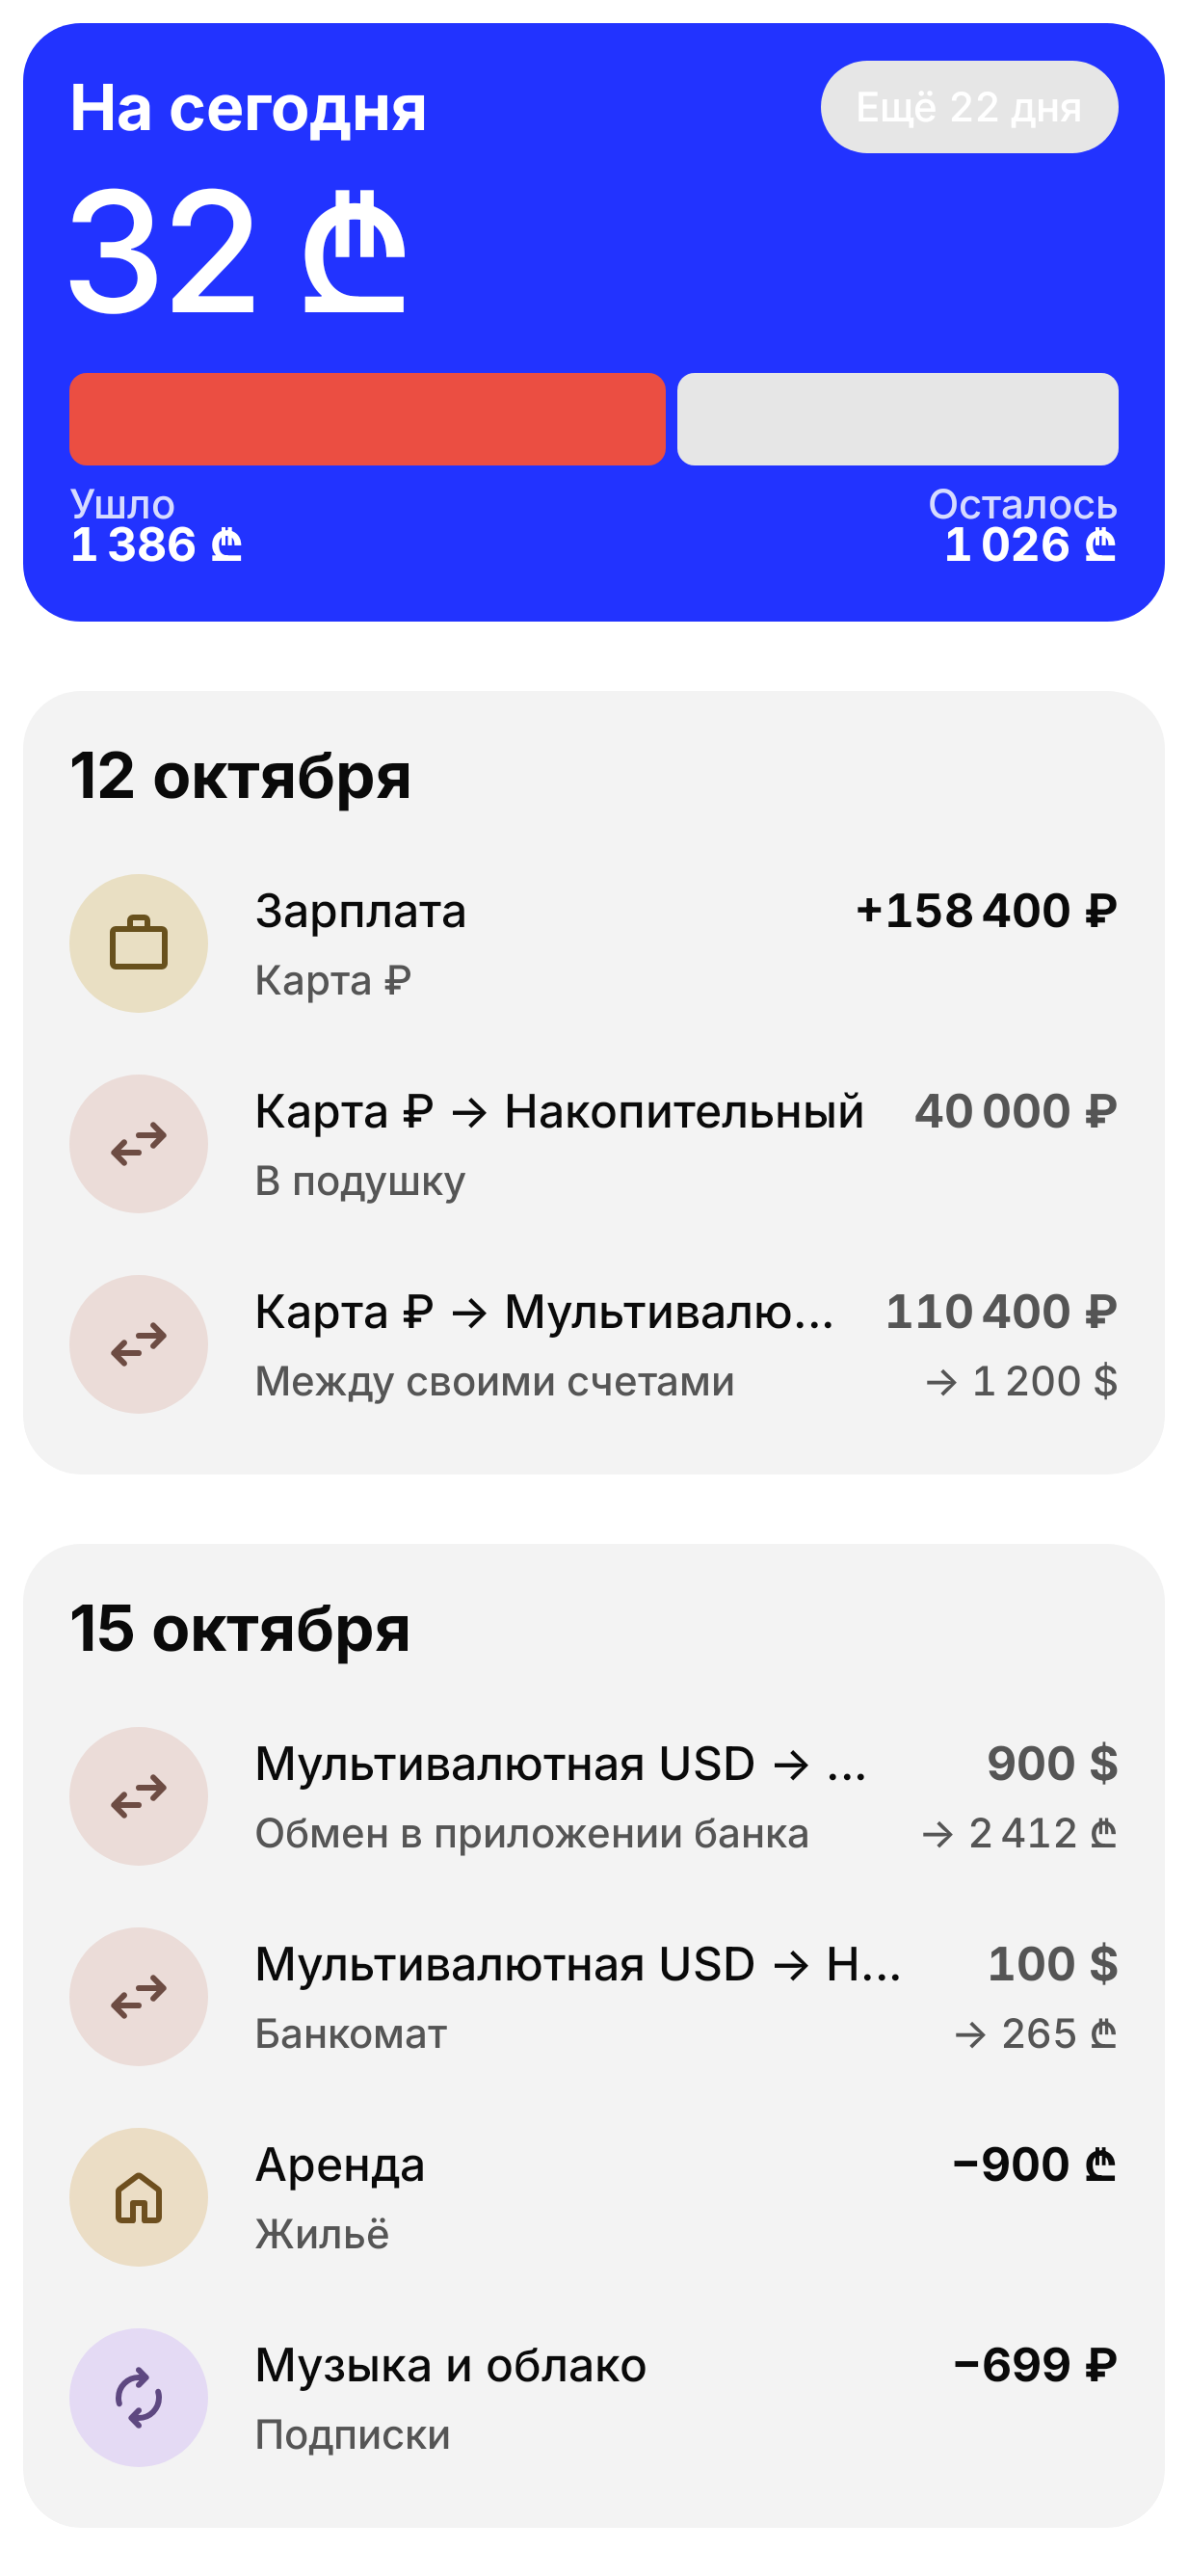 На сегодня
Ещё 22 дня
32 ₾
Ушло
Осталось
1 386 ₾
1 026 ₾
12 октября
Зарплата
+158 400 ₽
Карта ₽
Карта ₽ → Накопительный
40 000 ₽
В подушку
Карта ₽ → Мультивалю...
110 400 ₽
Между своими счетами
→ 1 200 $
15 октября
Мультивалютная USD → ...
900 $
Обмен в приложении банка
→ 2 412 ₾
Мультивалютная USD → Н...
100 $
Банкомат
→ 265 ₾
Аренда
−900 ₾
Жильё
Музыка и облако
−699 ₽
Подписки